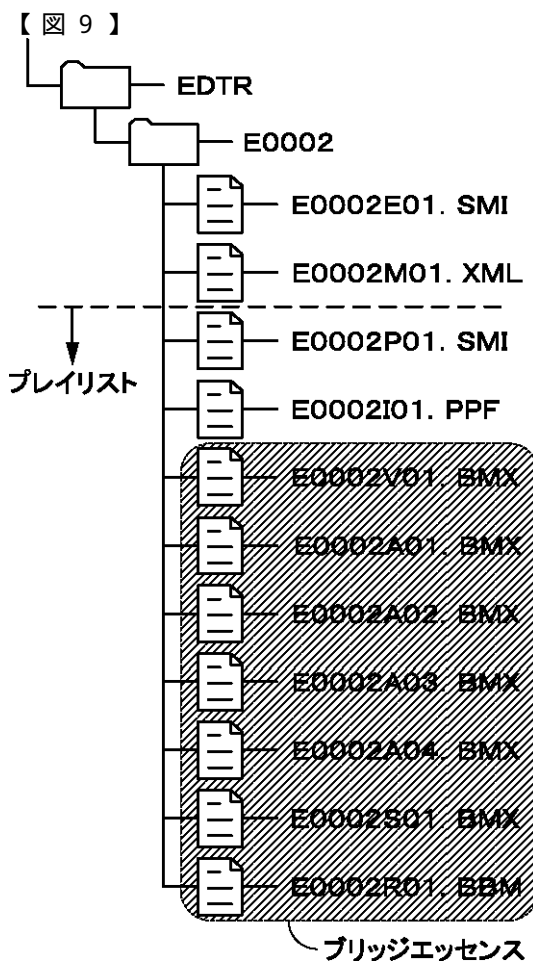 【図9】
EDTR
E0002
E0002E01. SMI
E0002M01. XML
E0002P01. SMI
プレイリスト
E0002I01. PPF
E0002V01. BMX
E0002A01. BMX
E0002A02. BMX
E0002A03. BMX
E0002A04. BMX
E0002S01. BMX
E0002R01. BBM
ブリッジエッセンス